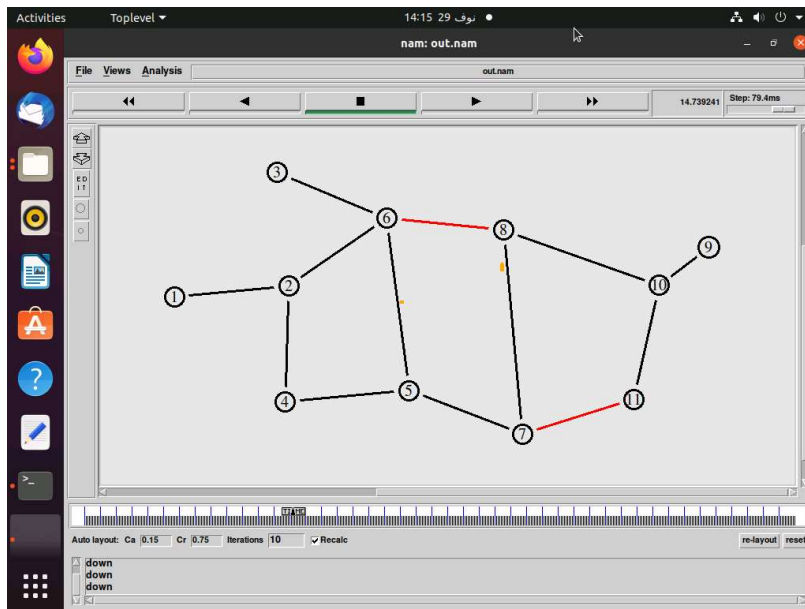 Activities Toplevel 14:15 29 نوف
nam: out.nam
File Views Analysis out.nam
14.739241 Step: 79.4ms
E D
I T
3
6
8
9
2
10
1
5
4
11
7
TIME
Auto layout: Ca 0.15 Cr 0.75 Iterations 10 Recalc re-layout reset
down
down
down